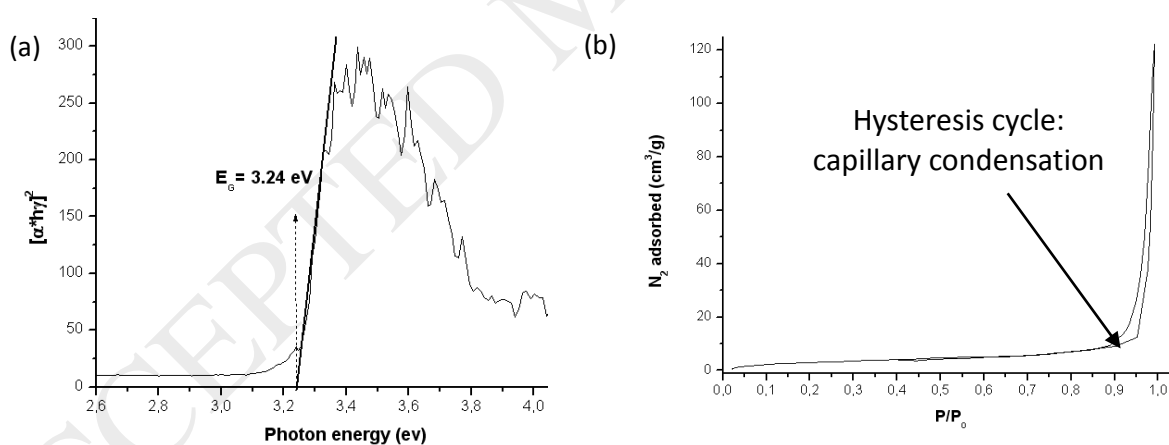 (a)
300
250
200
150
100
50
0
[α*hγ]²
E_G= 3.24 eV
2,6 2,8 3,0 3,2 3,4 3,6 3,8 4,0
Photon energy (ev)
(b)
120
100
80
60
40
20
0
N₂ adsorbed (cm³/g)
Hysteresis cycle:
capillary condensation
0,0 0,1 0,2 0,3 0,4 0,5 0,6 0,7 0,8 0,9 1,0
P/P₀
CCEPTED M